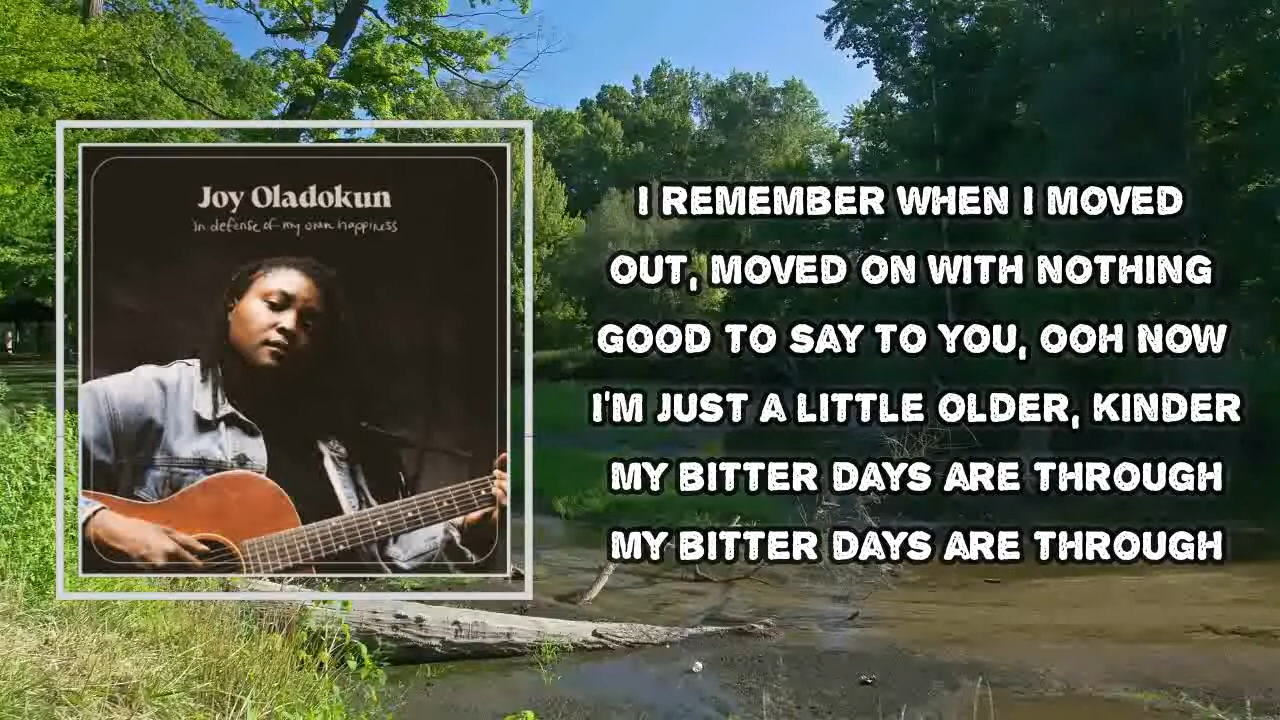 Joy Oladokun
in defense of my own happiness
I REMEMBER WHEN I MOVED
OUT, MOVED ON WITH NOTHING
GOOD TO SAY TO YOU, OOH NOW
I'M JUST A LITTLE OLDER, KINDER
MY BITTER DAYS ARE THROUGH
MY BITTER DAYS ARE THROUGH